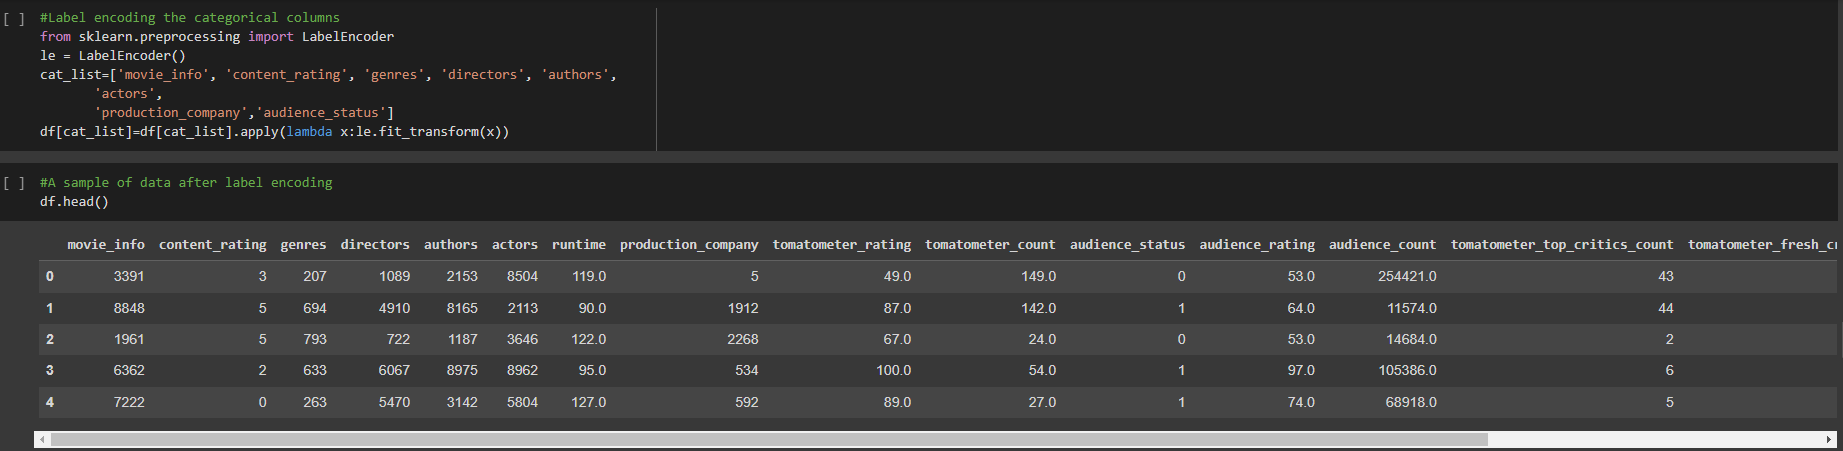 [ ] #Label encoding the categorical columns
from sklearn.preprocessing import LabelEncoder
le = LabelEncoder()
cat_list=['movie_info', 'content_rating', 'genres', 'directors', 'authors',
'actors',
'production_company','audience_status']
df[cat_list]=df[cat_list].apply(lambda x:le.fit_transform(x))
[ ] #A sample of data after label encoding
df.head()
movie_info content_rating genres directors authors actors runtime production_company tomatometer_rating tomatometer_count audience_status audience_rating audience_count tomatometer_top_critics_count tomatometer_fresh_cr
0 3391 3 207 1089 2153 8504 119.0 5 49.0 149.0 0 53.0 254421.0 43
1 8848 5 694 4910 8165 2113 90.0 1912 87.0 142.0 1 64.0 11574.0 44
2 1961 5 793 722 1187 3646 122.0 2268 67.0 24.0 0 53.0 14684.0 2
3 6362 2 633 6067 8975 8962 95.0 534 100.0 54.0 1 97.0 105386.0 6
4 7222 0 263 5470 3142 5804 127.0 592 89.0 27.0 1 74.0 68918.0 5